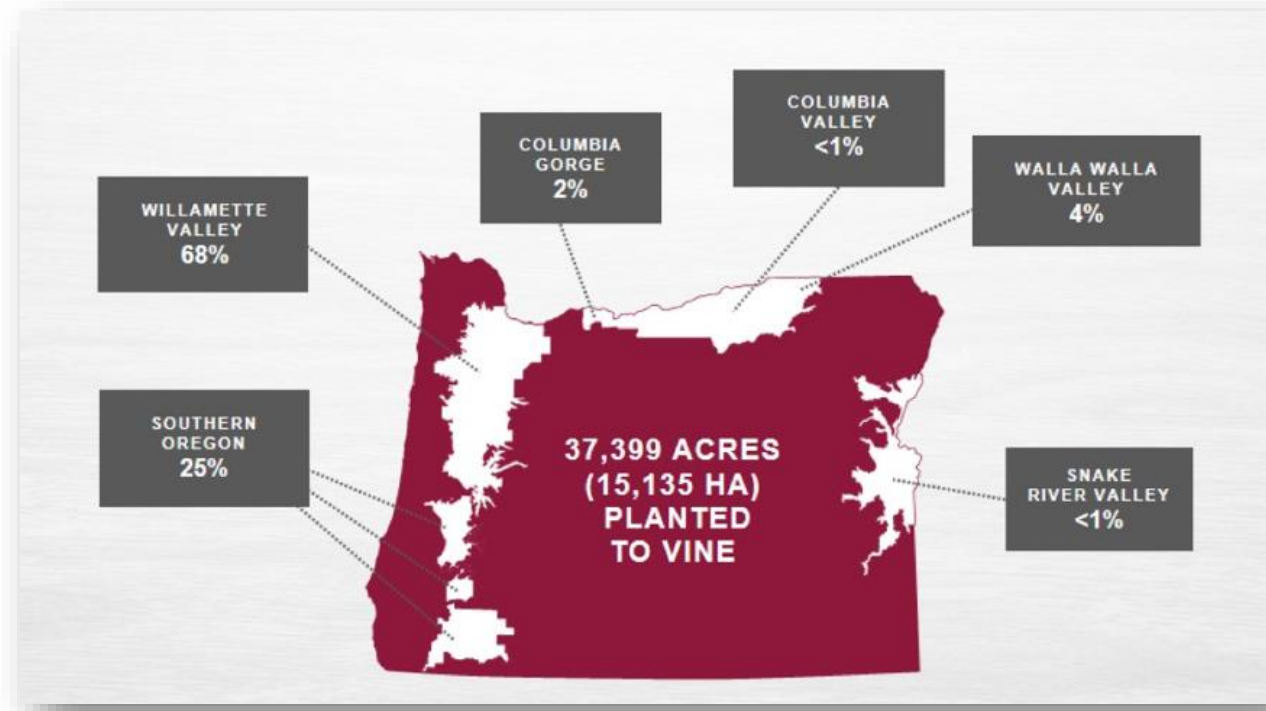 COLUMBIA
VALLEY
<1%
COLUMBIA
GORGE
2%
WALLA WALLA
VALLEY
4%
WILLAMETTE
VALLEY
68%
SOUTHERN
OREGON
25%
37,399 ACRES
(15,135 HA)
PLANTED
TO VINE
SNAKE
RIVER VALLEY
<1%